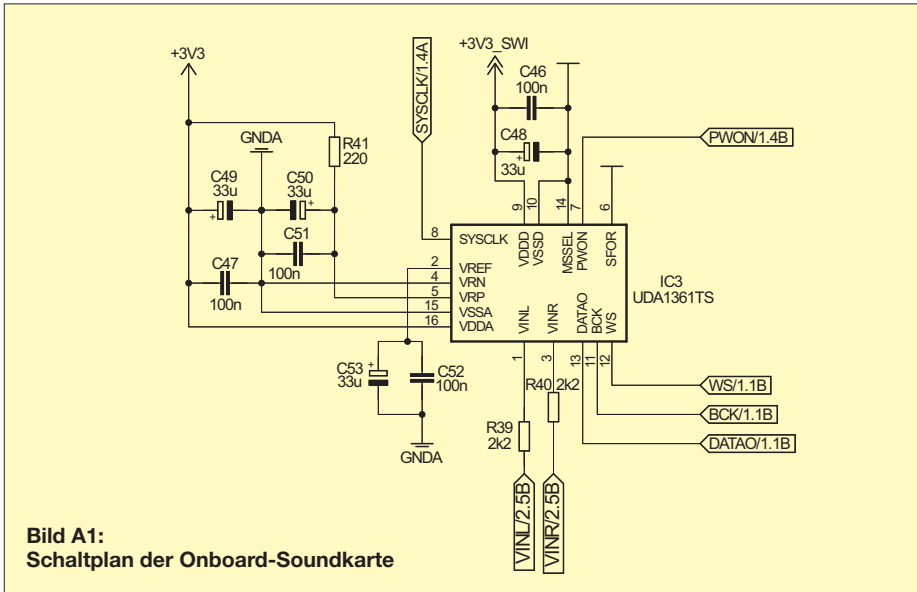 +3V3
SYSCLK/1.4A
+3V3_SWI
C46
100n
C48
33u
+
PWON/1.4B
GNDA
R41
220
C49
33u
+
C50
33u
+
C51
100n
C47
100n
9
10
14
7
6
8
2
4
5
15
16
SYSCLK
VREF
VRN
VRP
VSSA
VDDA
VDDD
VSSD
MSSEL
PWON
SFOR
VINL
VINR
DATAO
BCK
WS
IC3
UDA1361TS
1
3
13
11
12
C53
33u
+
C52
100n
GNDA
R40 2k2
R39
2k2
WS/1.1B
BCK/1.1B
DATAO/1.1B
VINL/2.5B
VINR/2.5B
Bild A1:
Schaltplan der Onboard-Soundkarte